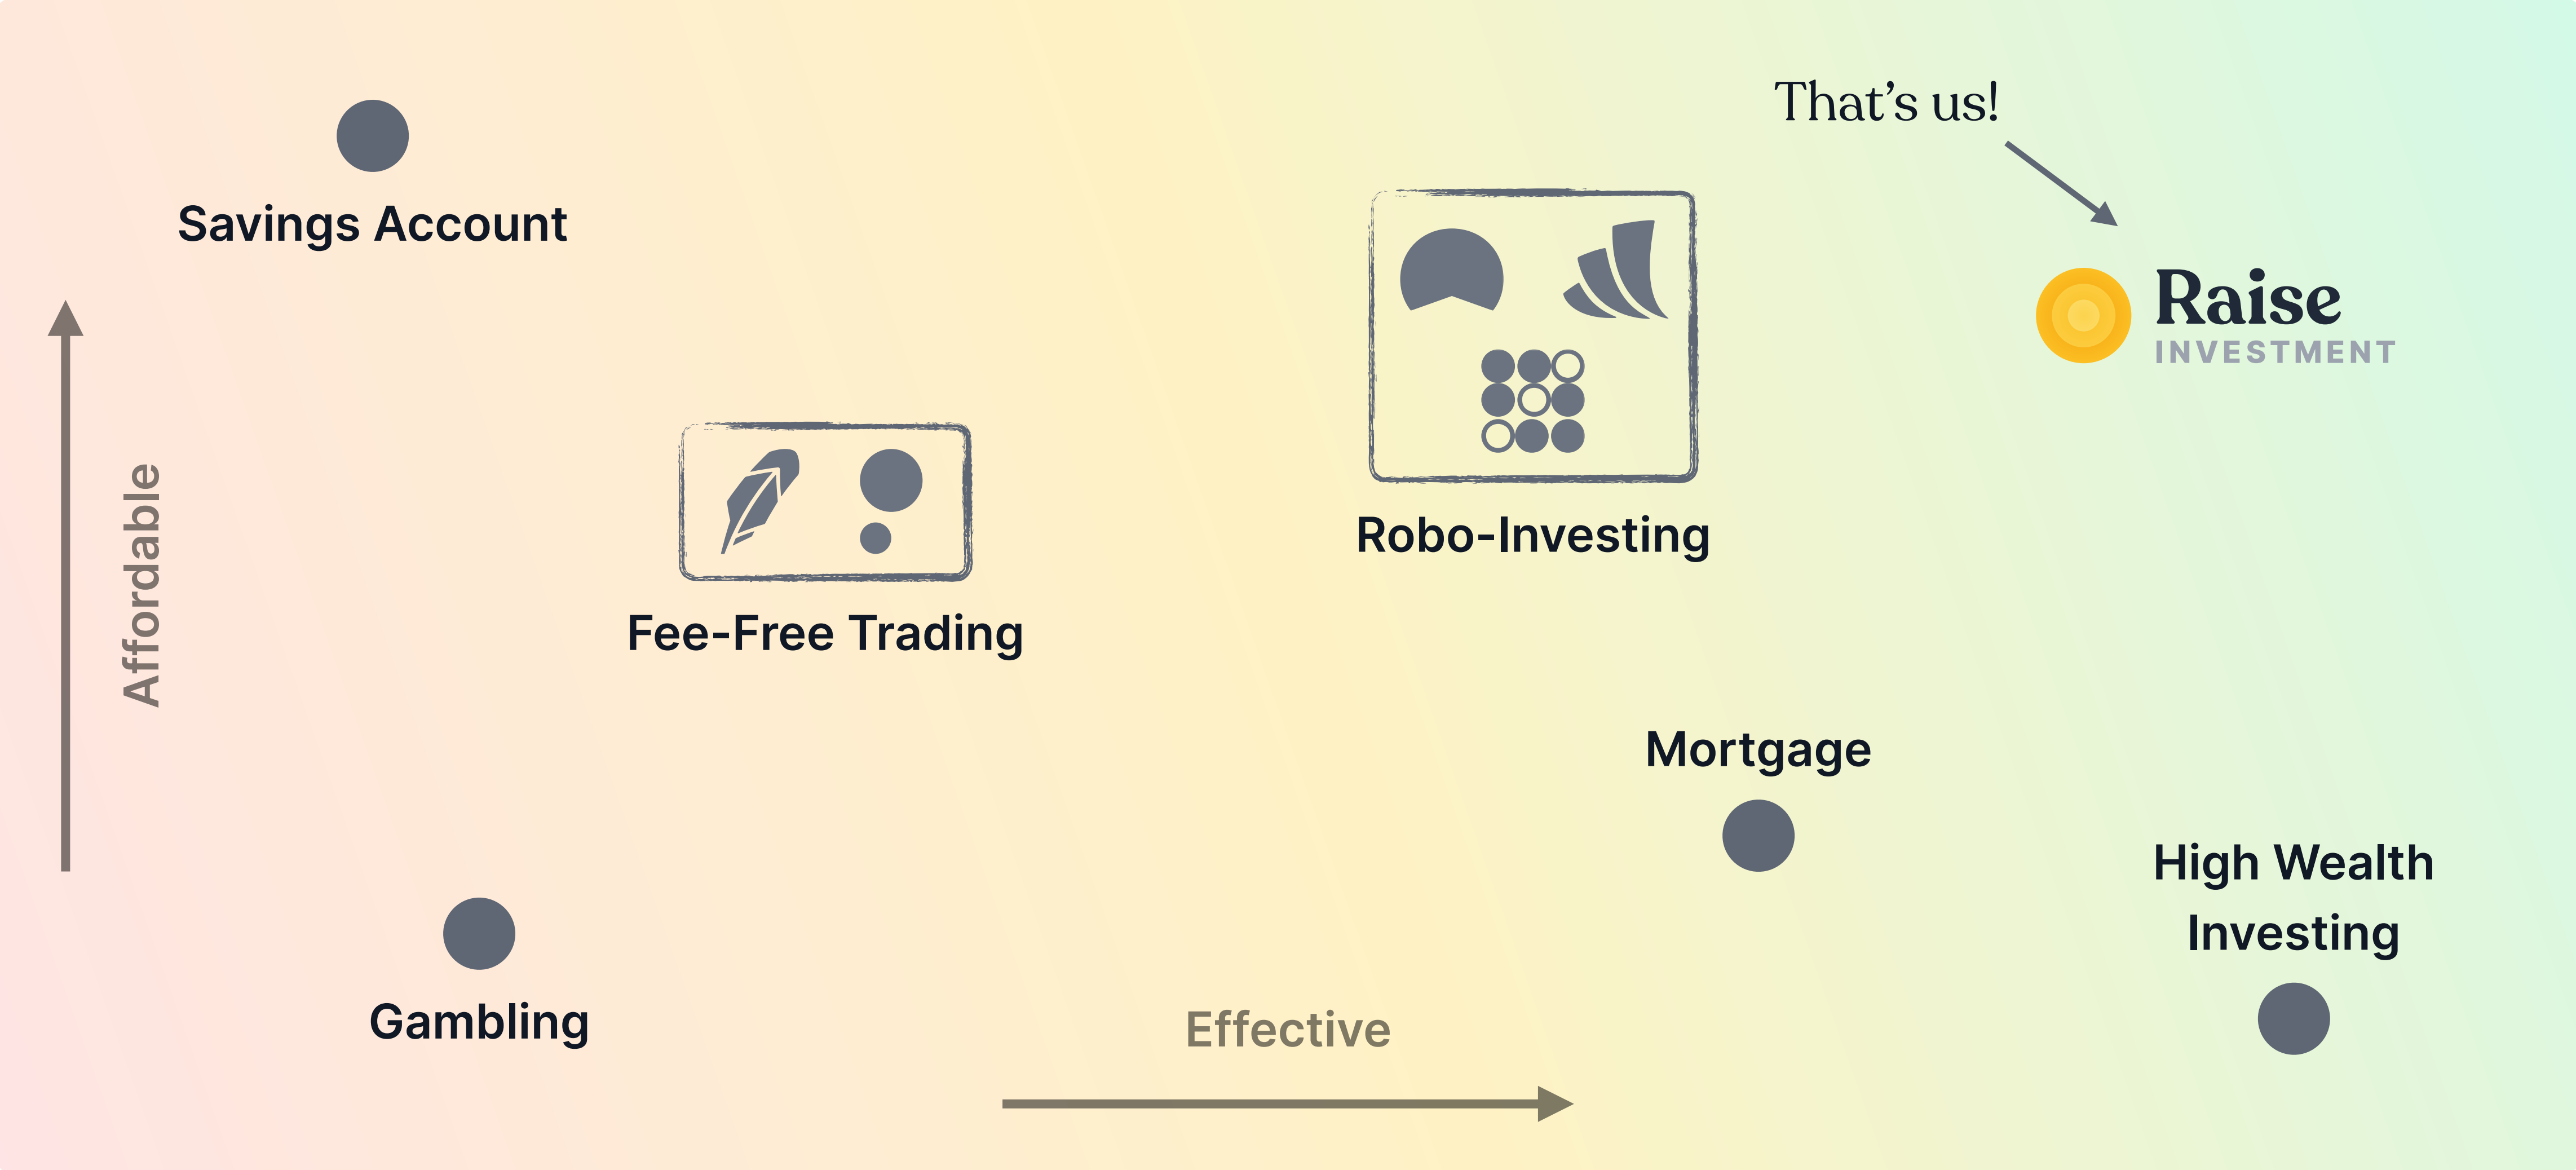 That’s us!
Savings Account
Raise
INVESTMENT
Affordable
Robo-Investing
Fee-Free Trading
Mortgage
High Wealth
Investing
Gambling
Effective